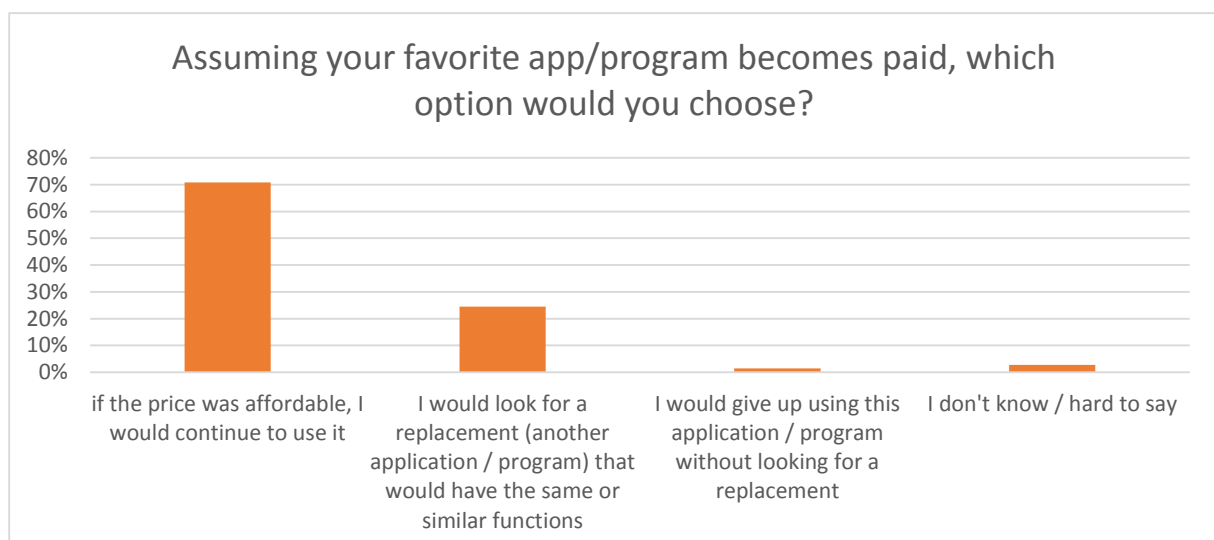 Assuming your favorite app/program becomes paid, which
option would you choose?
80%
70%
60%
50%
40%
30%
20%
10%
0%
if the price was affordable, I
would continue to use it
I would look for a
replacement (another
application / program) that
would have the same or
similar functions
I would give up using this
application / program
without looking for a
replacement
I don't know / hard to say